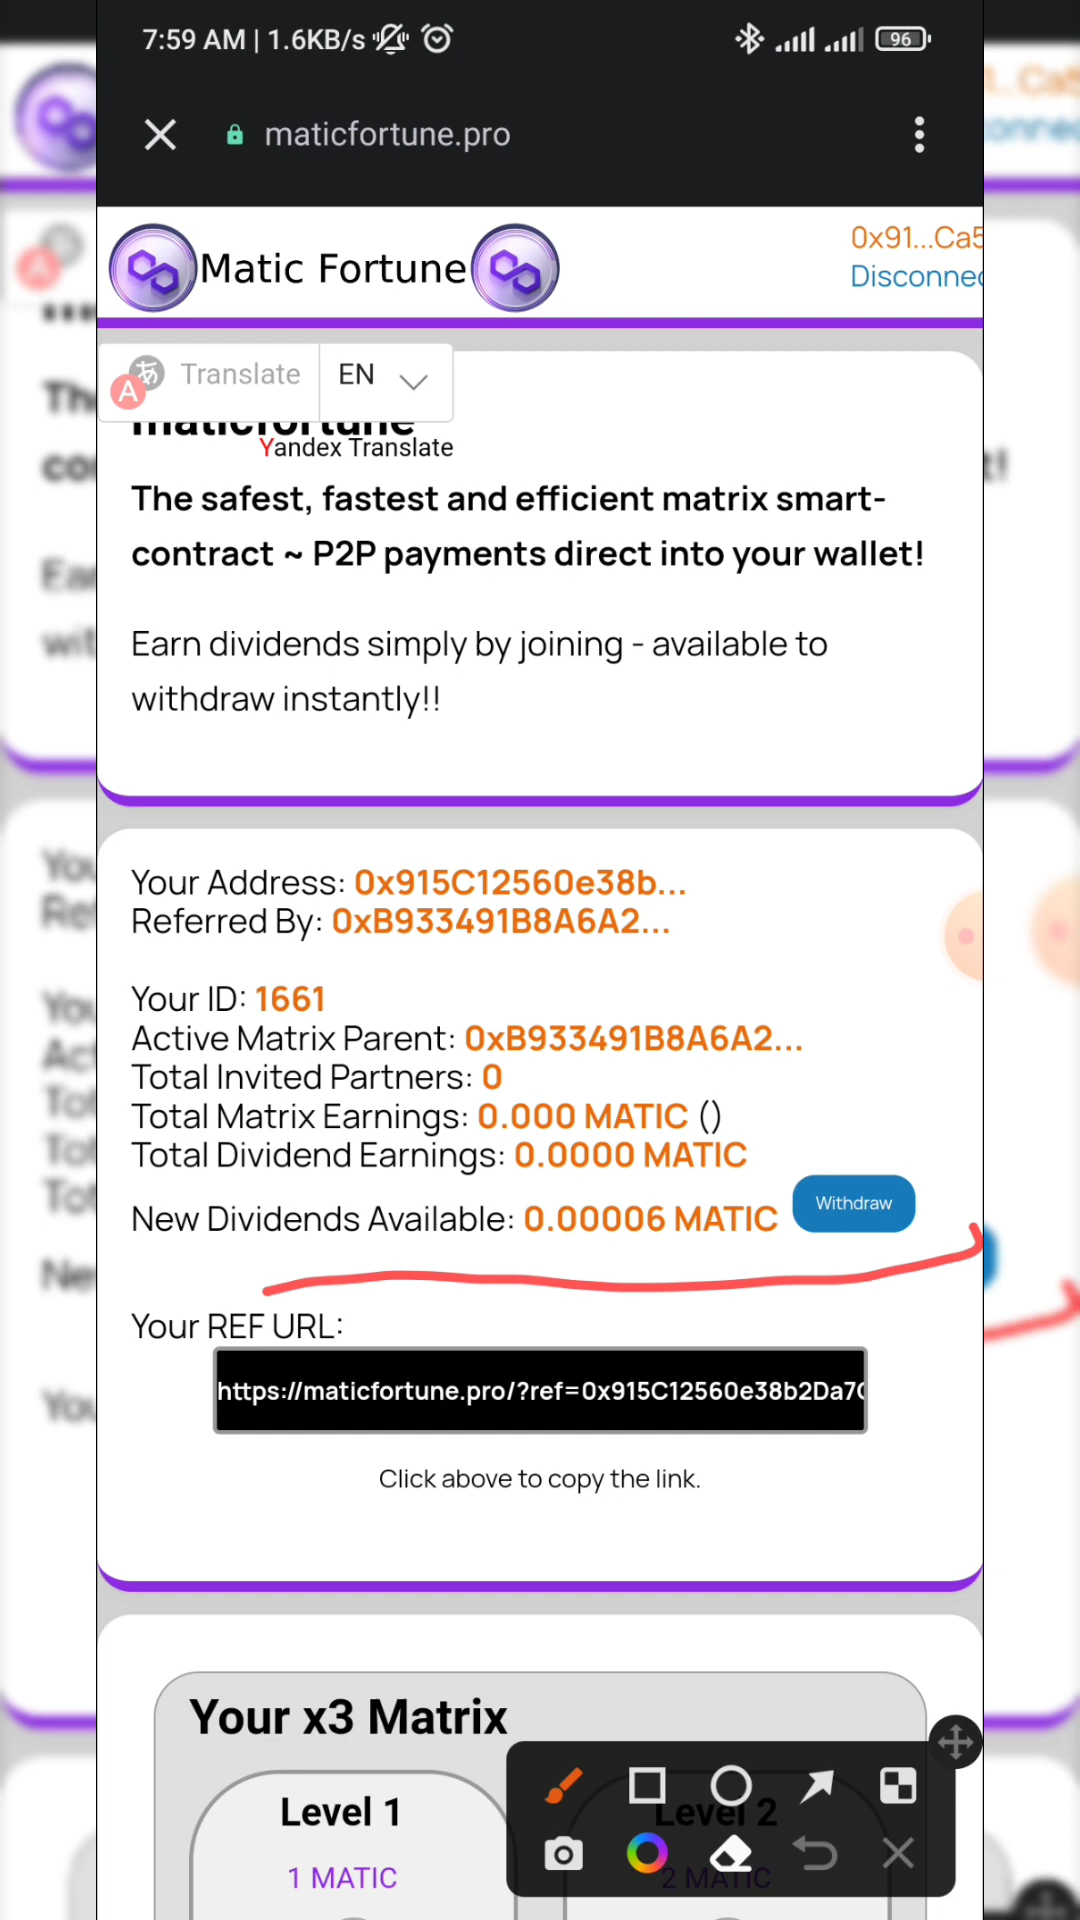 7:59 AM | 1.6KB/s
96
maticfortune.pro
Matic Fortune
0x91...Ca5
Disconnec
Translate
EN
maticfortune
Yandex Translate
The safest, fastest and efficient matrix smart-
contract ~ P2P payments direct into your wallet!
Earn dividends simply by joining - available to
withdraw instantly!!
Your Address: 0x915C12560e38b...
Referred By: 0xB933491B8A6A2...
Your ID: 1661
Active Matrix Parent: 0xB933491B8A6A2...
Total Invited Partners: 0
Total Matrix Earnings: 0.000 MATIC ()
Total Dividend Earnings: 0.0000 MATIC
New Dividends Available: 0.00006 MATIC
Withdraw
Your REF URL:
https://maticfortune.pro/?ref=0x915C12560e38b2Da7
Click above to copy the link.
Your x3 Matrix
Level 1
1 MATIC
Level 2
2 MATIC